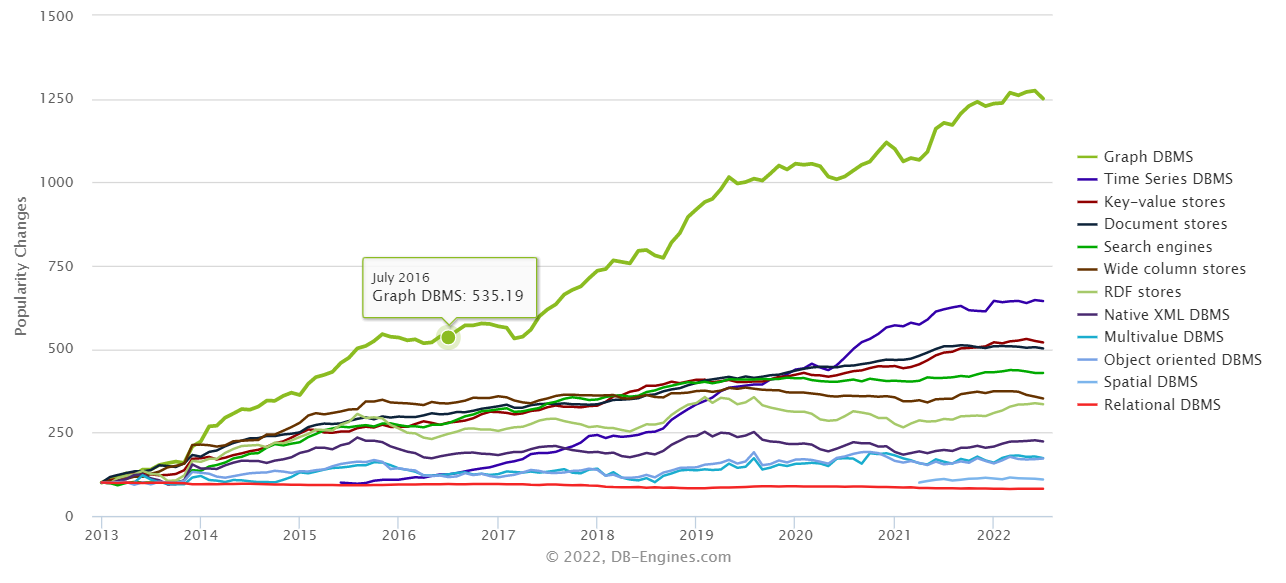 1500
1250
1000
750
500
250
0
Popularity Changes
July 2016
Graph DBMS: 535.19
2013 2014 2015 2016 2017 2018 2019 2020 2021 2022
© 2022, DB-Engines.com
Graph DBMS
Time Series DBMS
Key-value stores
Document stores
Search engines
Wide column stores
RDF stores
Native XML DBMS
Multivalue DBMS
Object oriented DBMS
Spatial DBMS
Relational DBMS